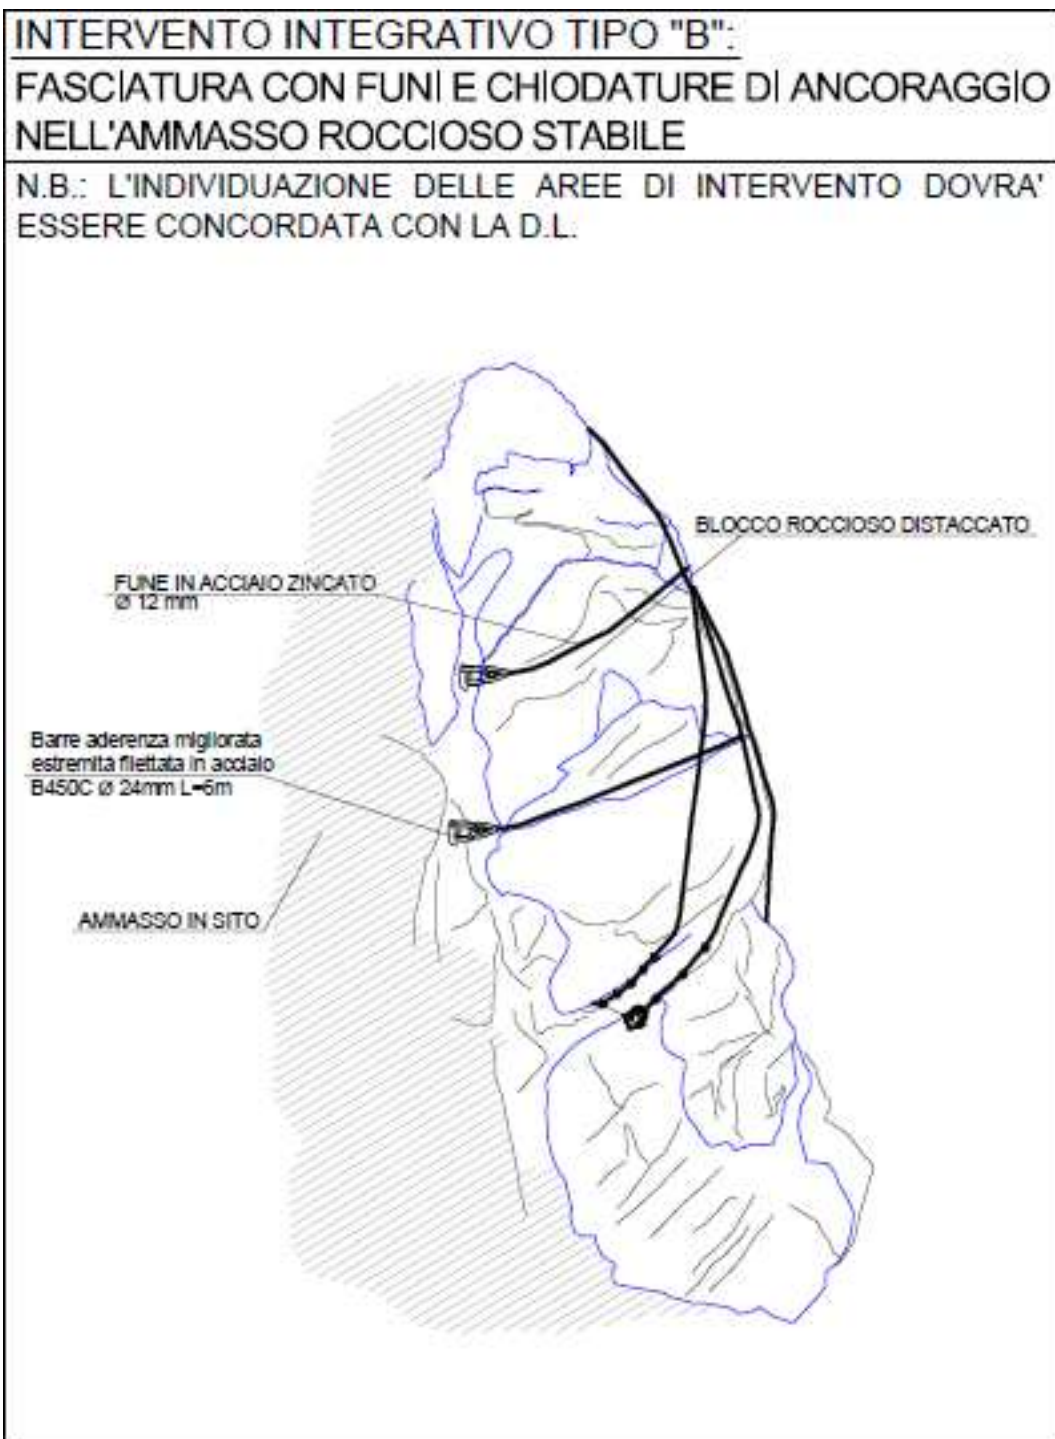 INTERVENTO INTEGRATIVO TIPO "B":
FASCIATURA CON FUNI E CHIODATURE DI ANCORAGGIO
NELL'AMMASSO ROCCIOSO STABILE
N.B.: L'INDIVIDUAZIONE DELLE AREE DI INTERVENTO DOVRA'
ESSERE CONCORDATA CON LA D.L.
BLOCCO ROCCIOSO DISTACCATO
FUNE IN ACCIAIO ZINCATO
Ø 12 mm
Barre aderenza migliorata
estremità filettata in acciaio
B450C Ø 24mm L=6m
AMMASSO IN SITO